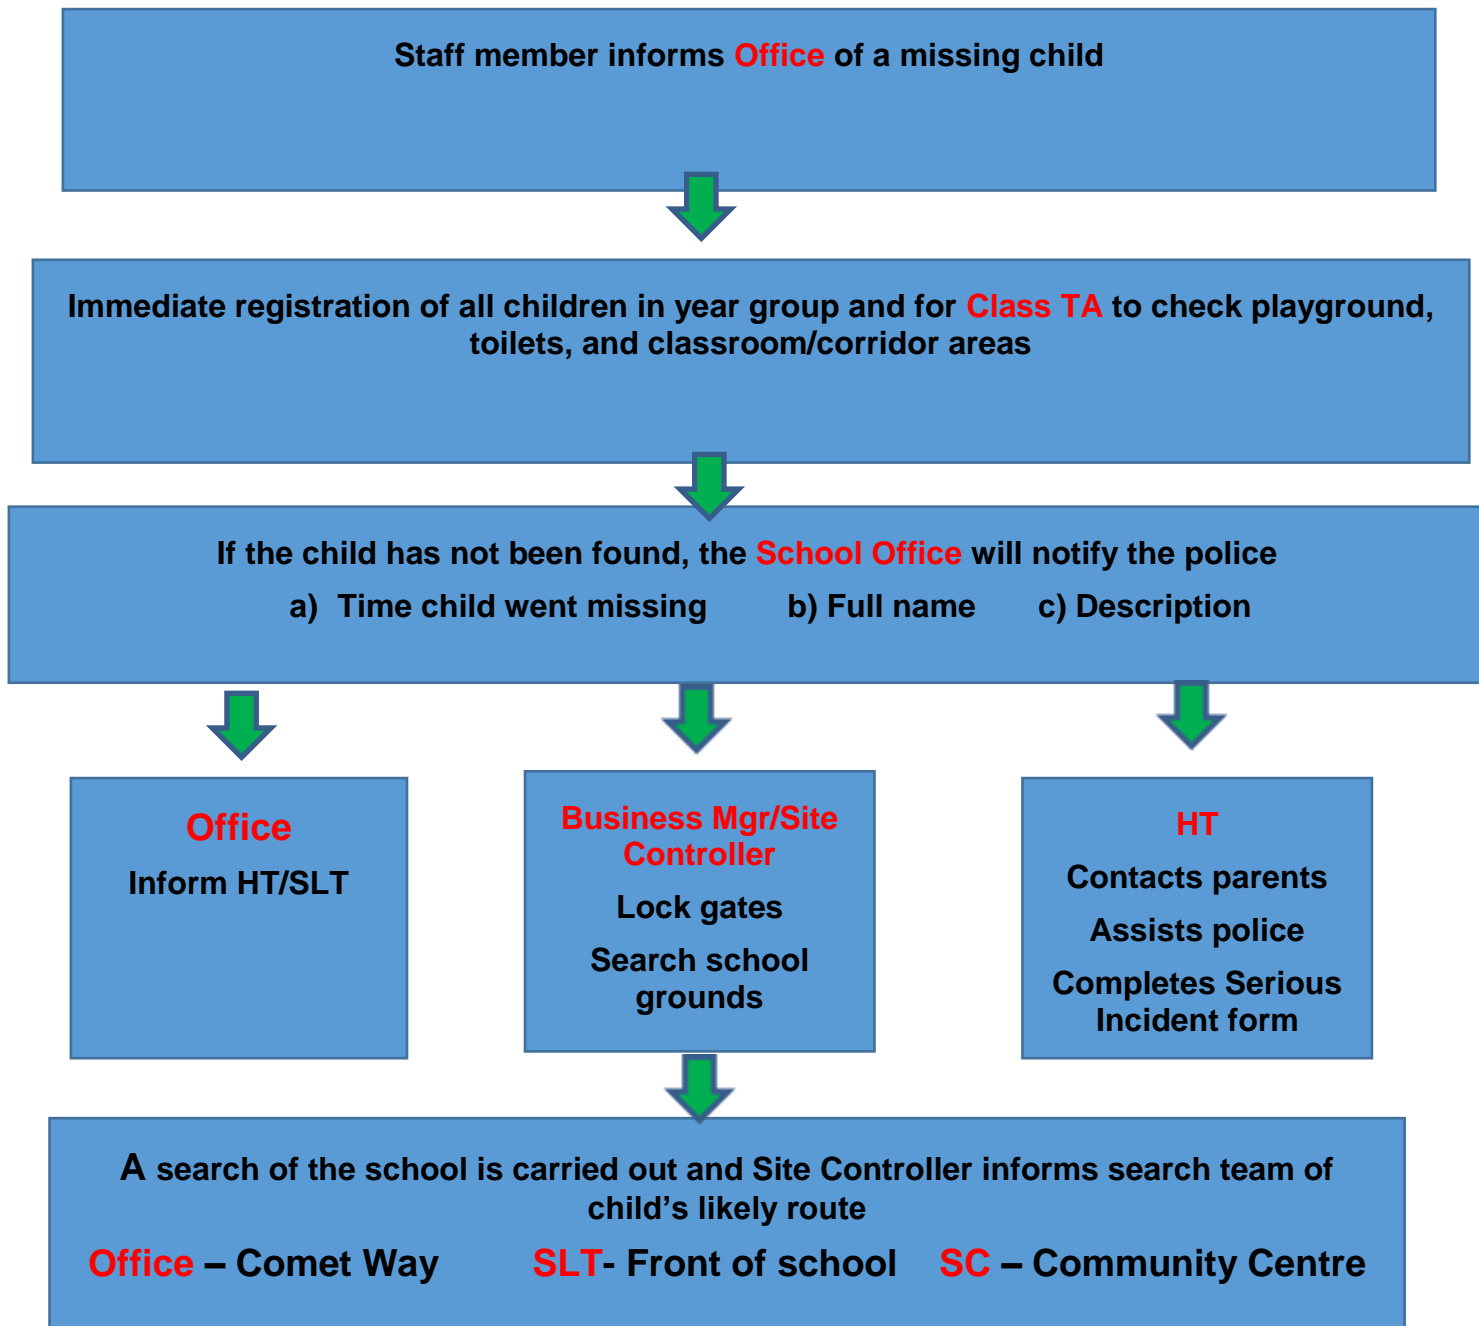 Staff member informs Office of a missing child
Immediate registration of all children in year group and for Class TA to check playground,
toilets, and classroom/corridor areas
If the child has not been found, the School Office will notify the police
a) Time child went missing b) Full name c) Description
Office
Inform HT/SLT
Business Mgr/Site
Controller
Lock gates
Search school
grounds
HT
Contacts parents
Assists police
Completes Serious
Incident form
A search of the school is carried out and Site Controller informs search team of
child’s likely route
Office – Comet Way SLT- Front of school SC – Community Centre